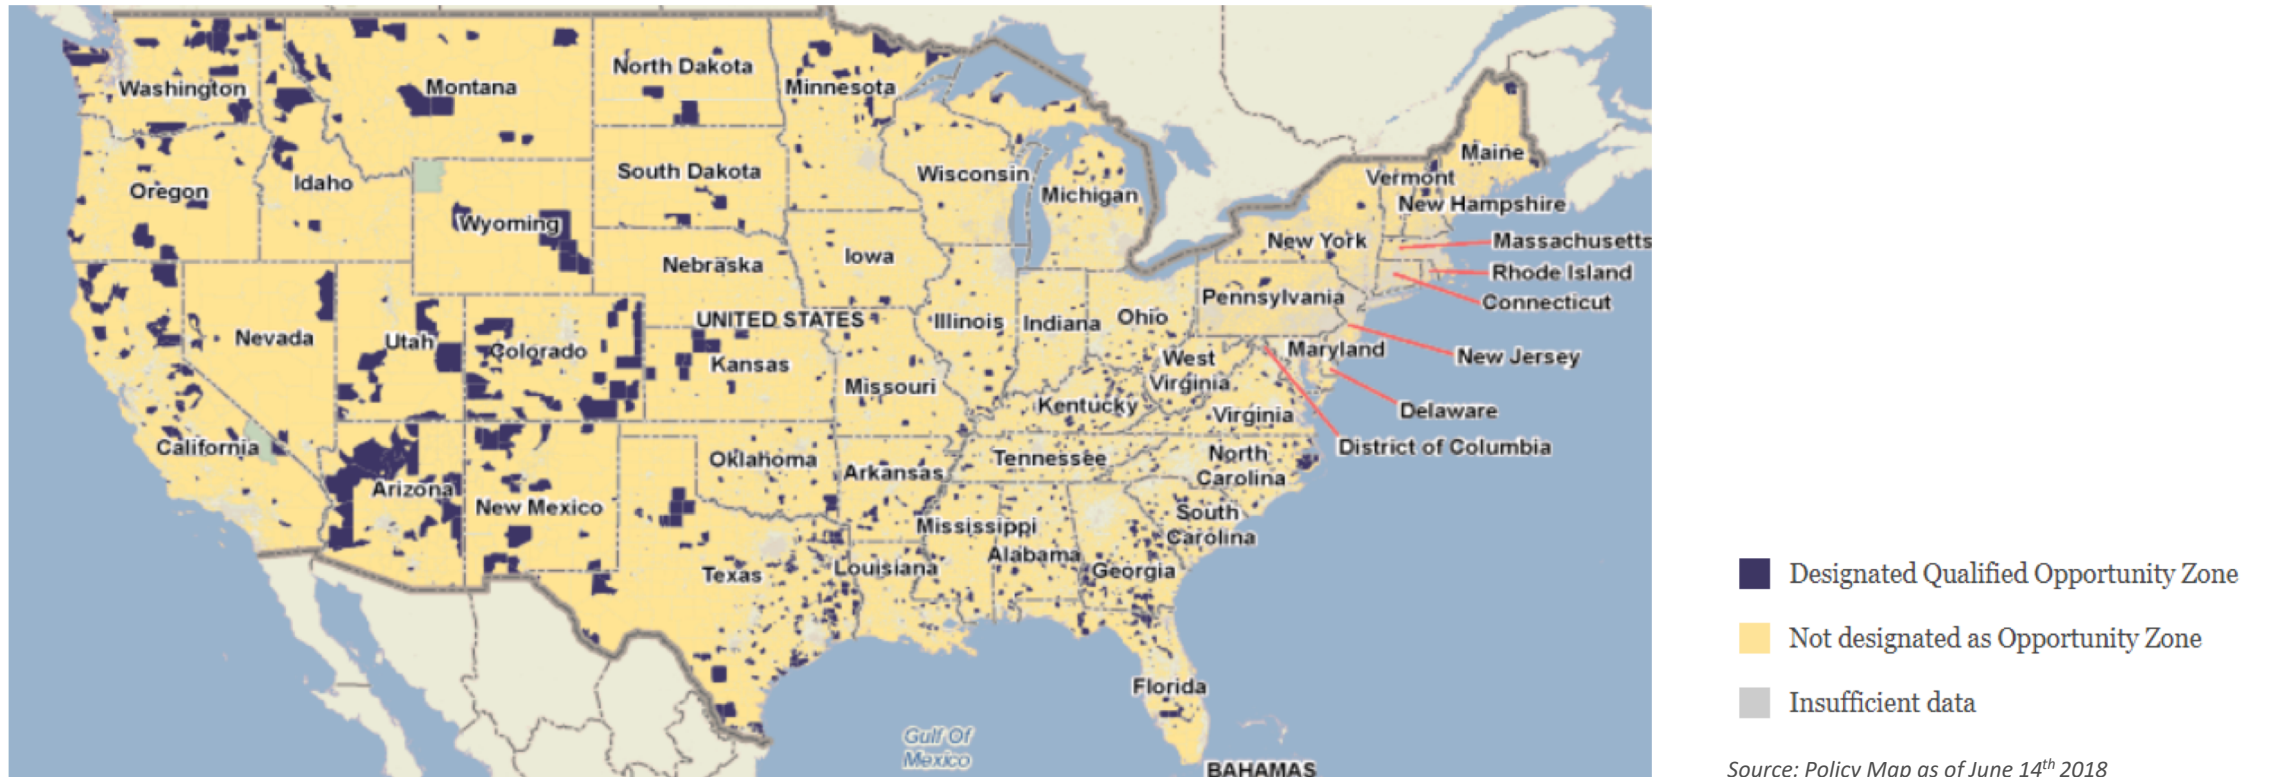 Washington
Montana
North Dakota
Minnesota
Maine
Oregon
Idaho
South Dakota
Wisconsin
Michigan
Vermont
New Hampshire
Wyoming
Nebraska
Iowa
New York
Massachusetts
Rhode Island
Connecticut
Pennsylvania
UNITED STATES
Nevada
Utah
Colorado
Kansas
Illinois
Indiana
Ohio
West
Virginia
Maryland
New Jersey
Missouri
Kentucky
Virginia
Delaware
District of Columbia
California
Arizona
New Mexico
Oklahoma
Arkansas
Tennessee
North
Carolina
South
Carolina
Mississippi
Alabama
Georgia
Texas
Louisiana
Florida
Gulf Of
Mexico
BAHAMAS
Designated Qualified Opportunity Zone
Not designated as Opportunity Zone
Insufficient data
Source: Policy Map as of June 14th 2018